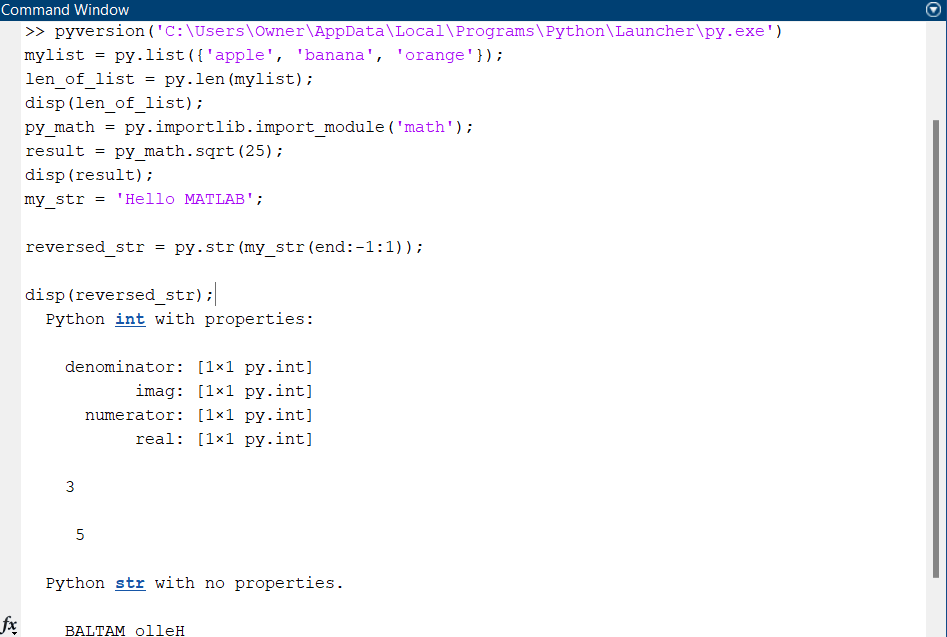 Command Window
>> pyversion('C:\Users\Owner\AppData\Local\Programs\Python\Launcher\py.exe')
mylist = py.list({'apple', 'banana', 'orange'});
len_of_list = py.len(mylist);
disp(len_of_list);
py_math = py.importlib.import_module('math');
result = py_math.sqrt(25);
disp(result);
my_str = 'Hello MATLAB';
reversed_str = py.str(my_str(end:-1:1));
disp(reversed_str);
Python int with properties:
denominator: [1×1 py.int]
imag: [1×1 py.int]
numerator: [1×1 py.int]
real: [1×1 py.int]
3
5
Python str with no properties.
fx
BALTAM olleH